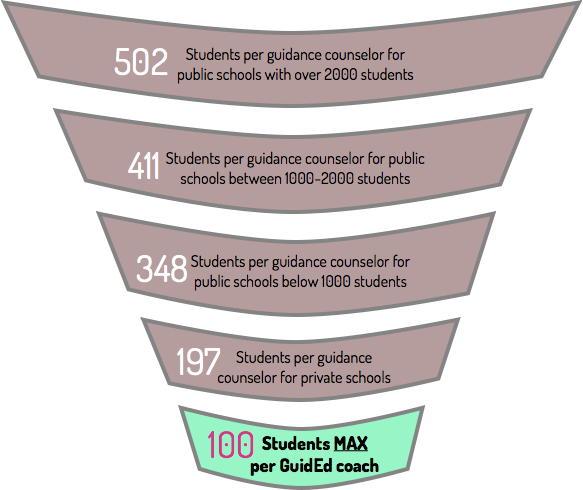 502 Students per guidance counselor for
public schools with over 2000 students
411 Students per guidance counselor for public
schools between 1000-2000 students
348 Students per guidance counselor for
public schools below 1000 students
197 Students per guidance
counselor for private schools
100 Students MAX
per GuidEd coach